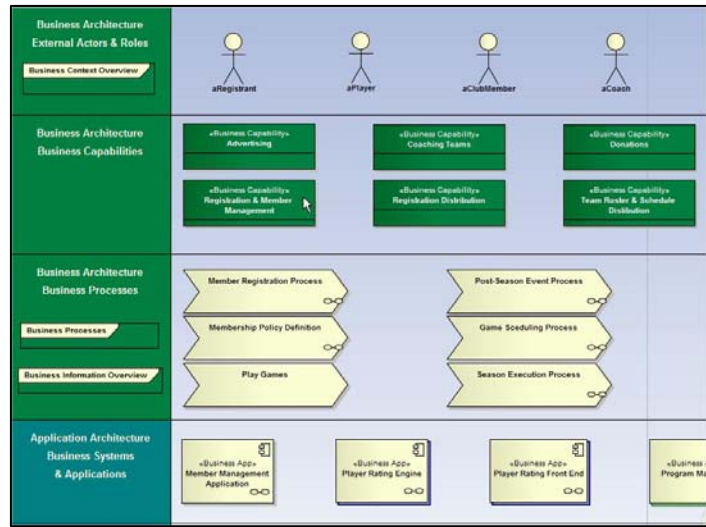 Business Architecture
External Actors & Roles
Business Context Overview
aRegistrant
aPlayer
aClubMember
aCoach
Business Architecture
Business Capabilities
«Business Capability»
Advertising
«Business Capability»
Coaching Teams
«Business Capability»
Donations
«Business Capability»
Registration & Member
Management
«Business Capability»
Registration Distribution
«Business Capability»
Team Roster & Schedule
Distibution
Business Architecture
Business Processes
Business Processes
Business Information Overview
Member Registration Process
Post-Season Event Process
Membership Policy Definition
Game Sceduling Process
Play Games
Season Execution Process
Application Architecture
Business Systems
& Applications
«Business App»
Member Management
Application
«Business App»
Player Rating Engine
«Business App»
Player Rating Front End
«Business
Program Ma